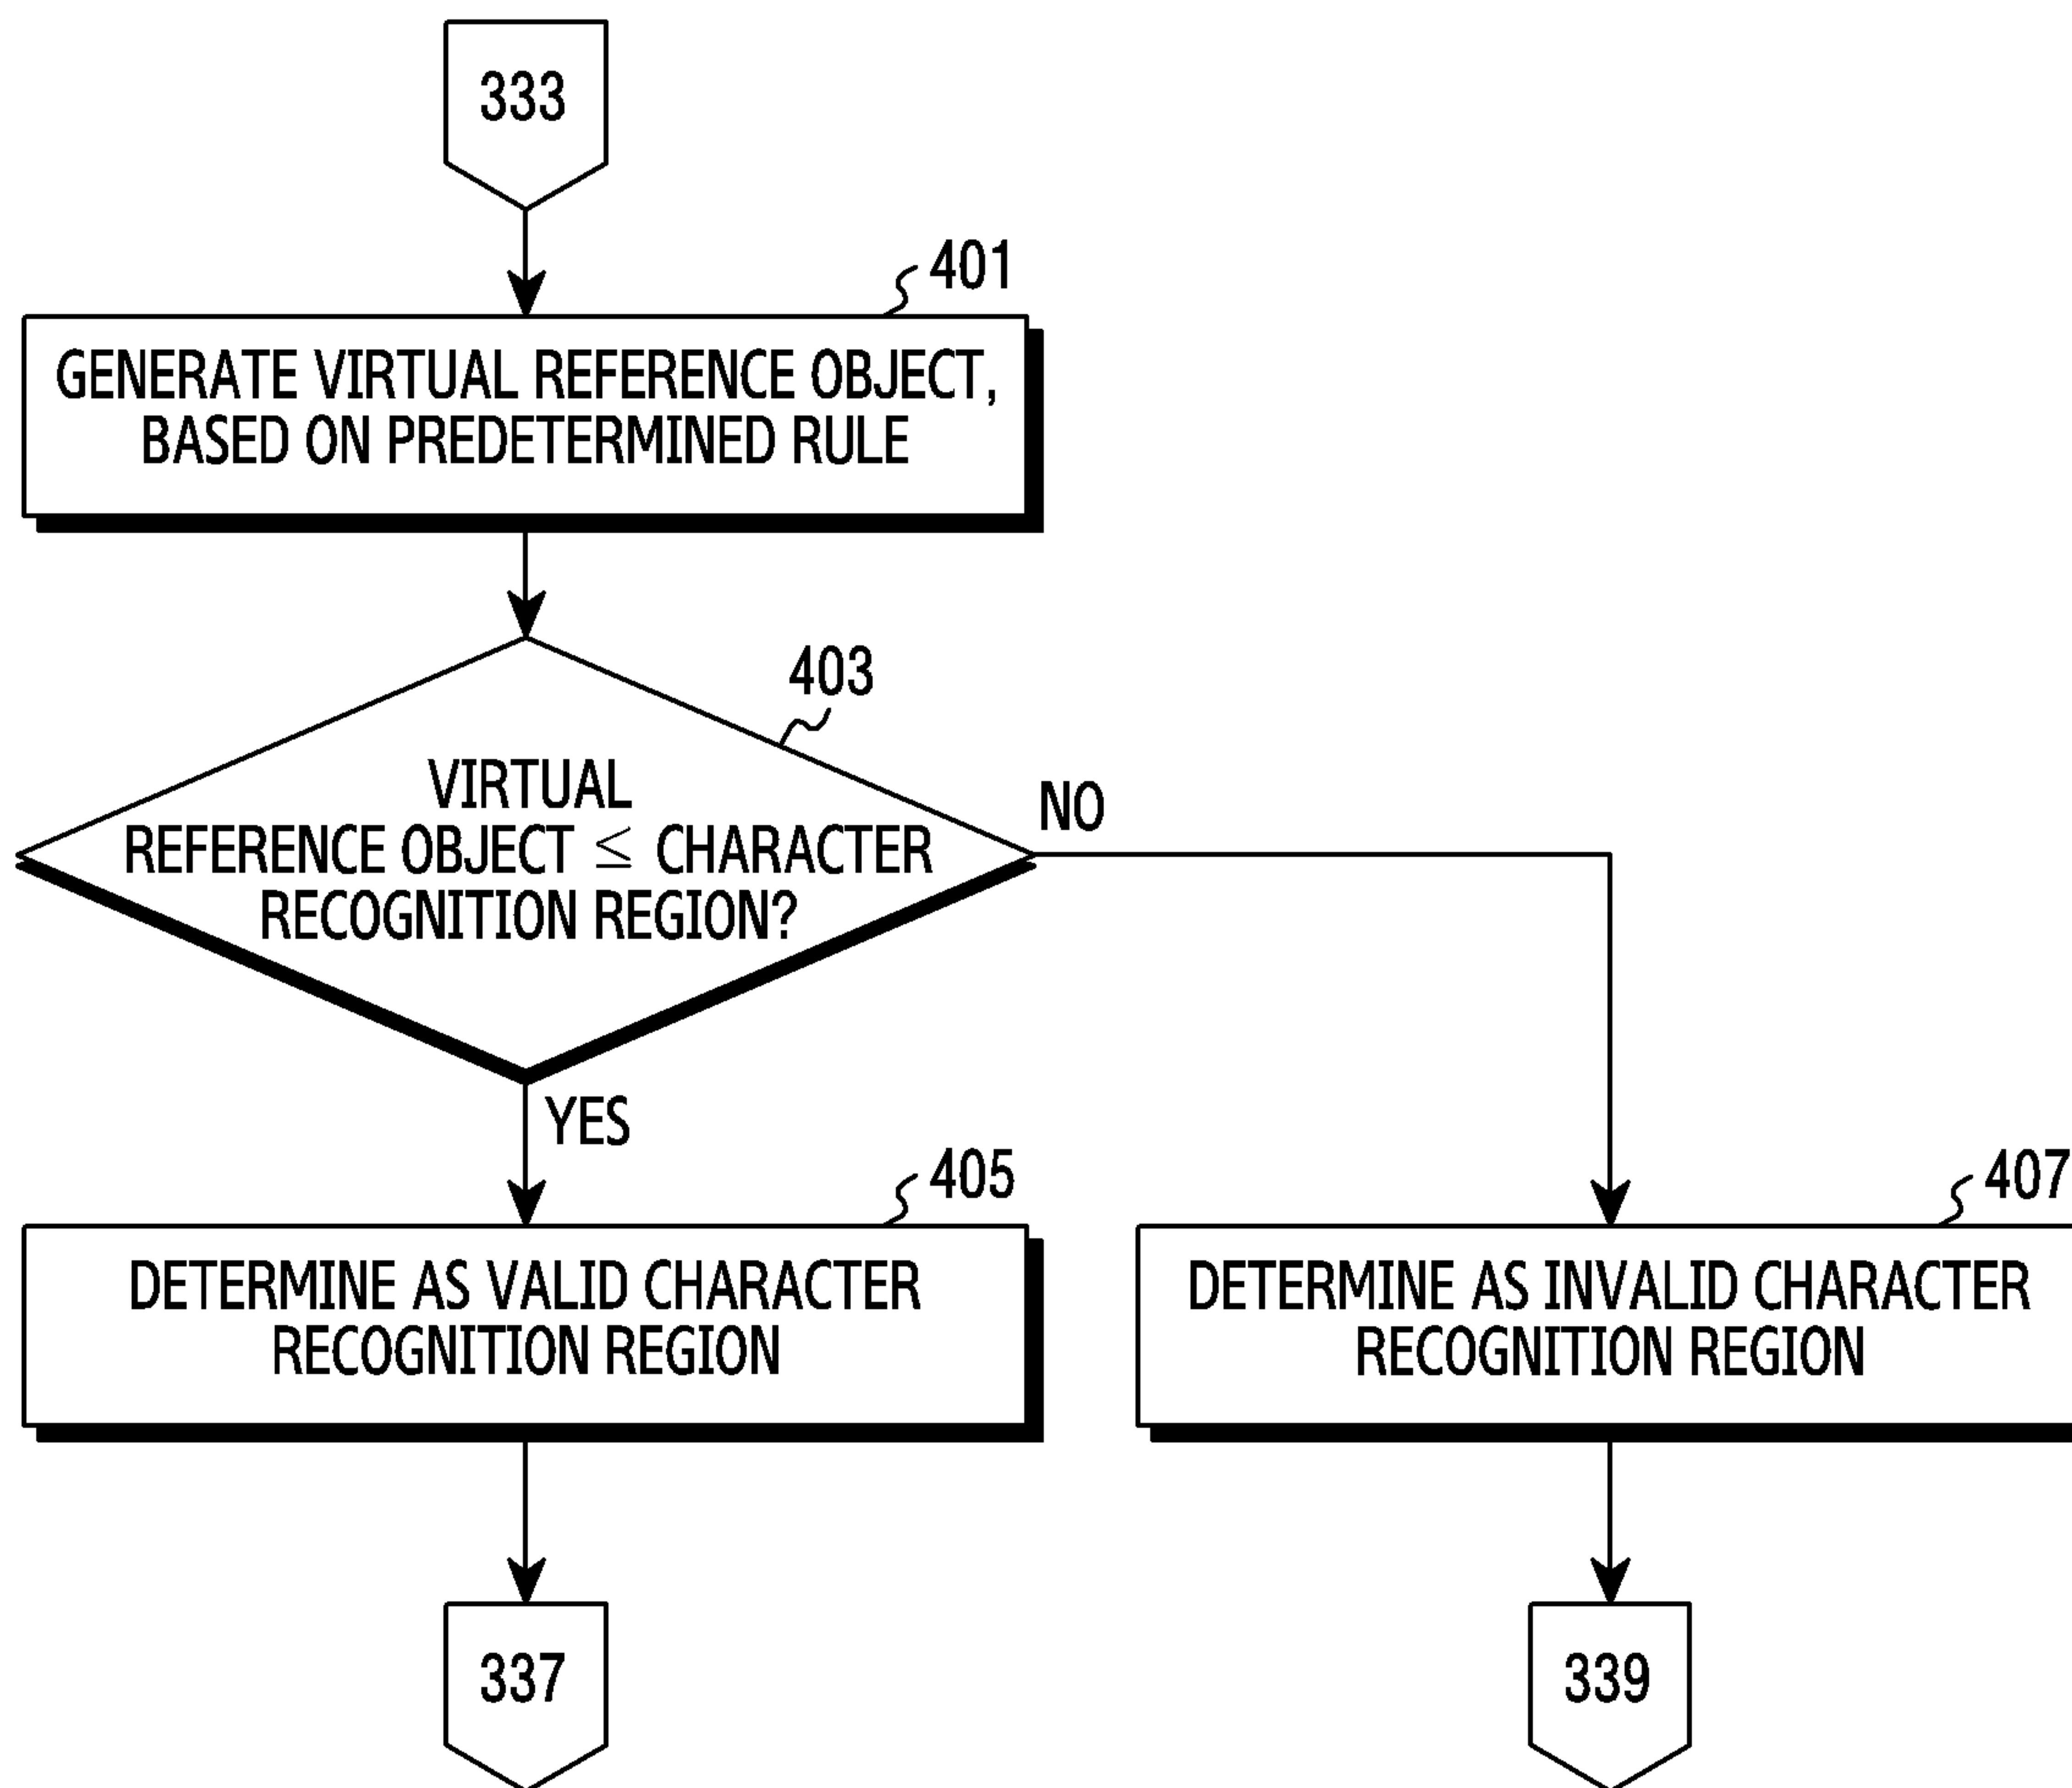 333
401
GENERATE VIRTUAL REFERENCE OBJECT,
BASED ON PREDETERMINED RULE
403
VIRTUAL
REFERENCE OBJECT ≦ CHARACTER
RECOGNITION REGION?
NO
YES
405
DETERMINE AS VALID CHARACTER
RECOGNITION REGION
407
DETERMINE AS INVALID CHARACTER
RECOGNITION REGION
337
339